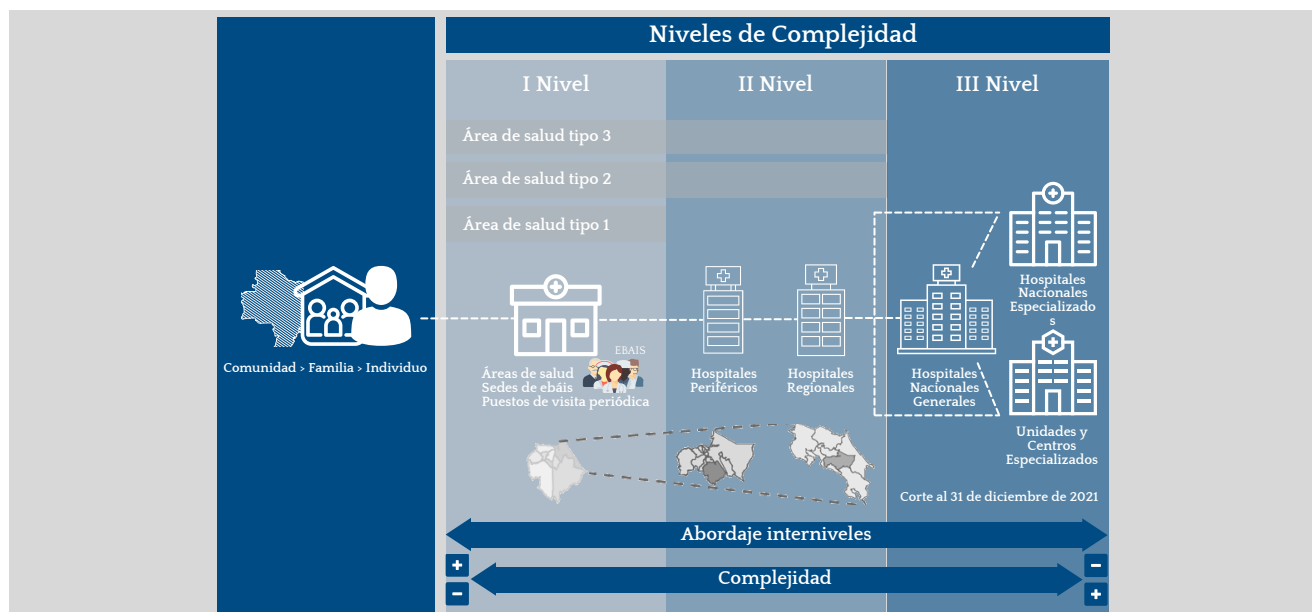 Niveles de Complejidad
I Nivel
II Nivel
III Nivel
Área de salud tipo 3
Área de salud tipo 2
Área de salud tipo 1
Comunidad > Familia > Individuo
EBAIS
Áreas de salud
Sedes de ebáis
Puestos de visita periódica
Hospitales
Periféricos
Hospitales
Regionales
Hospitales
Nacionales
Generales
Hospitales
Nacionales
Especializado
s
Unidades y
Centros
Especializados
Corte al 31 de diciembre de 2021
Abordaje interniveles
+
−
Complejidad
−
+